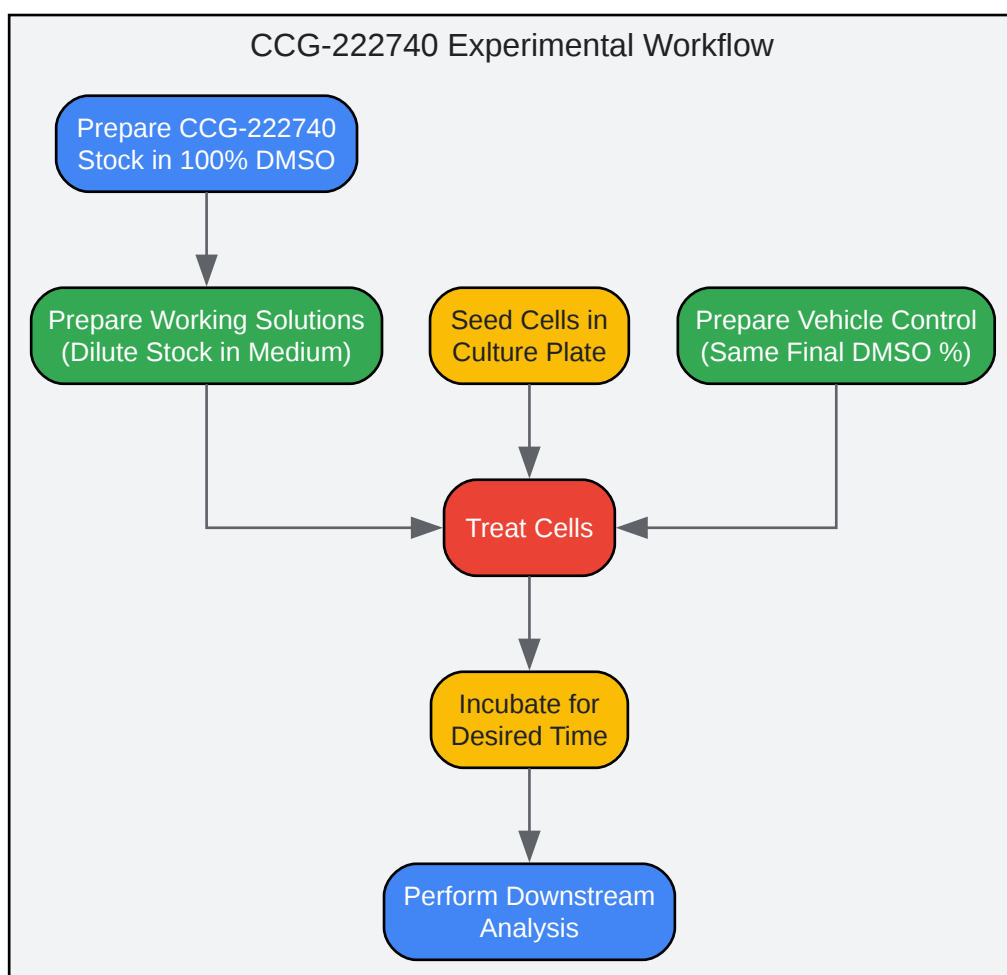 CCG-222740 Experimental Workflow
Prepare CCG-222740
Stock in 100% DMSO
Prepare Working Solutions
(Dilute Stock in Medium)
Seed Cells in
Culture Plate
Prepare Vehicle Control
(Same Final DMSO %)
Treat Cells
Incubate for
Desired Time
Perform Downstream
Analysis